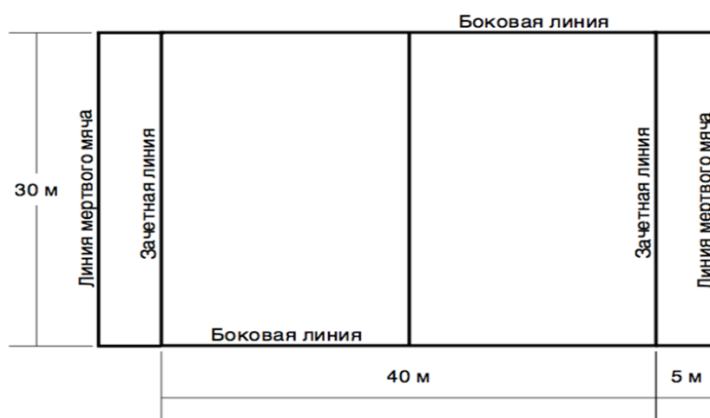 Боковая линия
30 м
Линия мертвого мяча
Зачетная линия
Зачетная линия
Линия мертвого мяча
Боковая линия
40 м
5 м